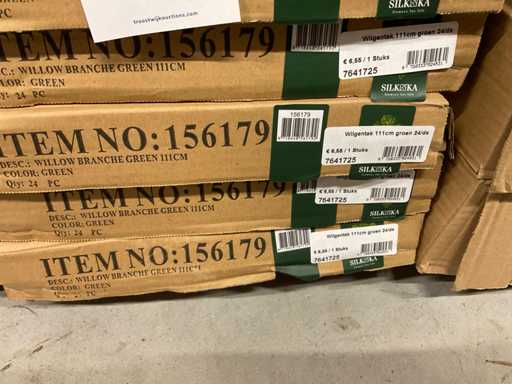 troostwijkauctions.com
SILK KA
ITEM NO:156179
DESC.: WILLOW BRANCHE GREEN 111CM
COLOR: GREEN
24 PC
Wilgentak 111cm groen 24/ds
€ 6,55 / 1 Stuks
7641725
SILK KA
ITEM NO:156179
DESC.: WILLOW BRANCHE GREEN 111CM
COLOR: GREEN
Qty: 24 PC
156179
Wilgentak 111cm groen 24/ds
€ 6,55 / 1 Stuks
7641725
SILK KA
ITEM NO:156179
DESC.: WILLOW BRANCHE GREEN 111CM
COLOR: GREEN
Qty: 24 PC
Wilgentak 111cm groen 24/ds
€ 6,55 / 1 Stuks
7641725
SILK KA
ITEM NO:156179
DESC.: WILLOW BRANCHE GREEN 111CM
COLOR: GREEN
PC
Wilgentak 111cm groen 24/ds
€ 6,55 / 1 Stuks
7641725
SILK KA